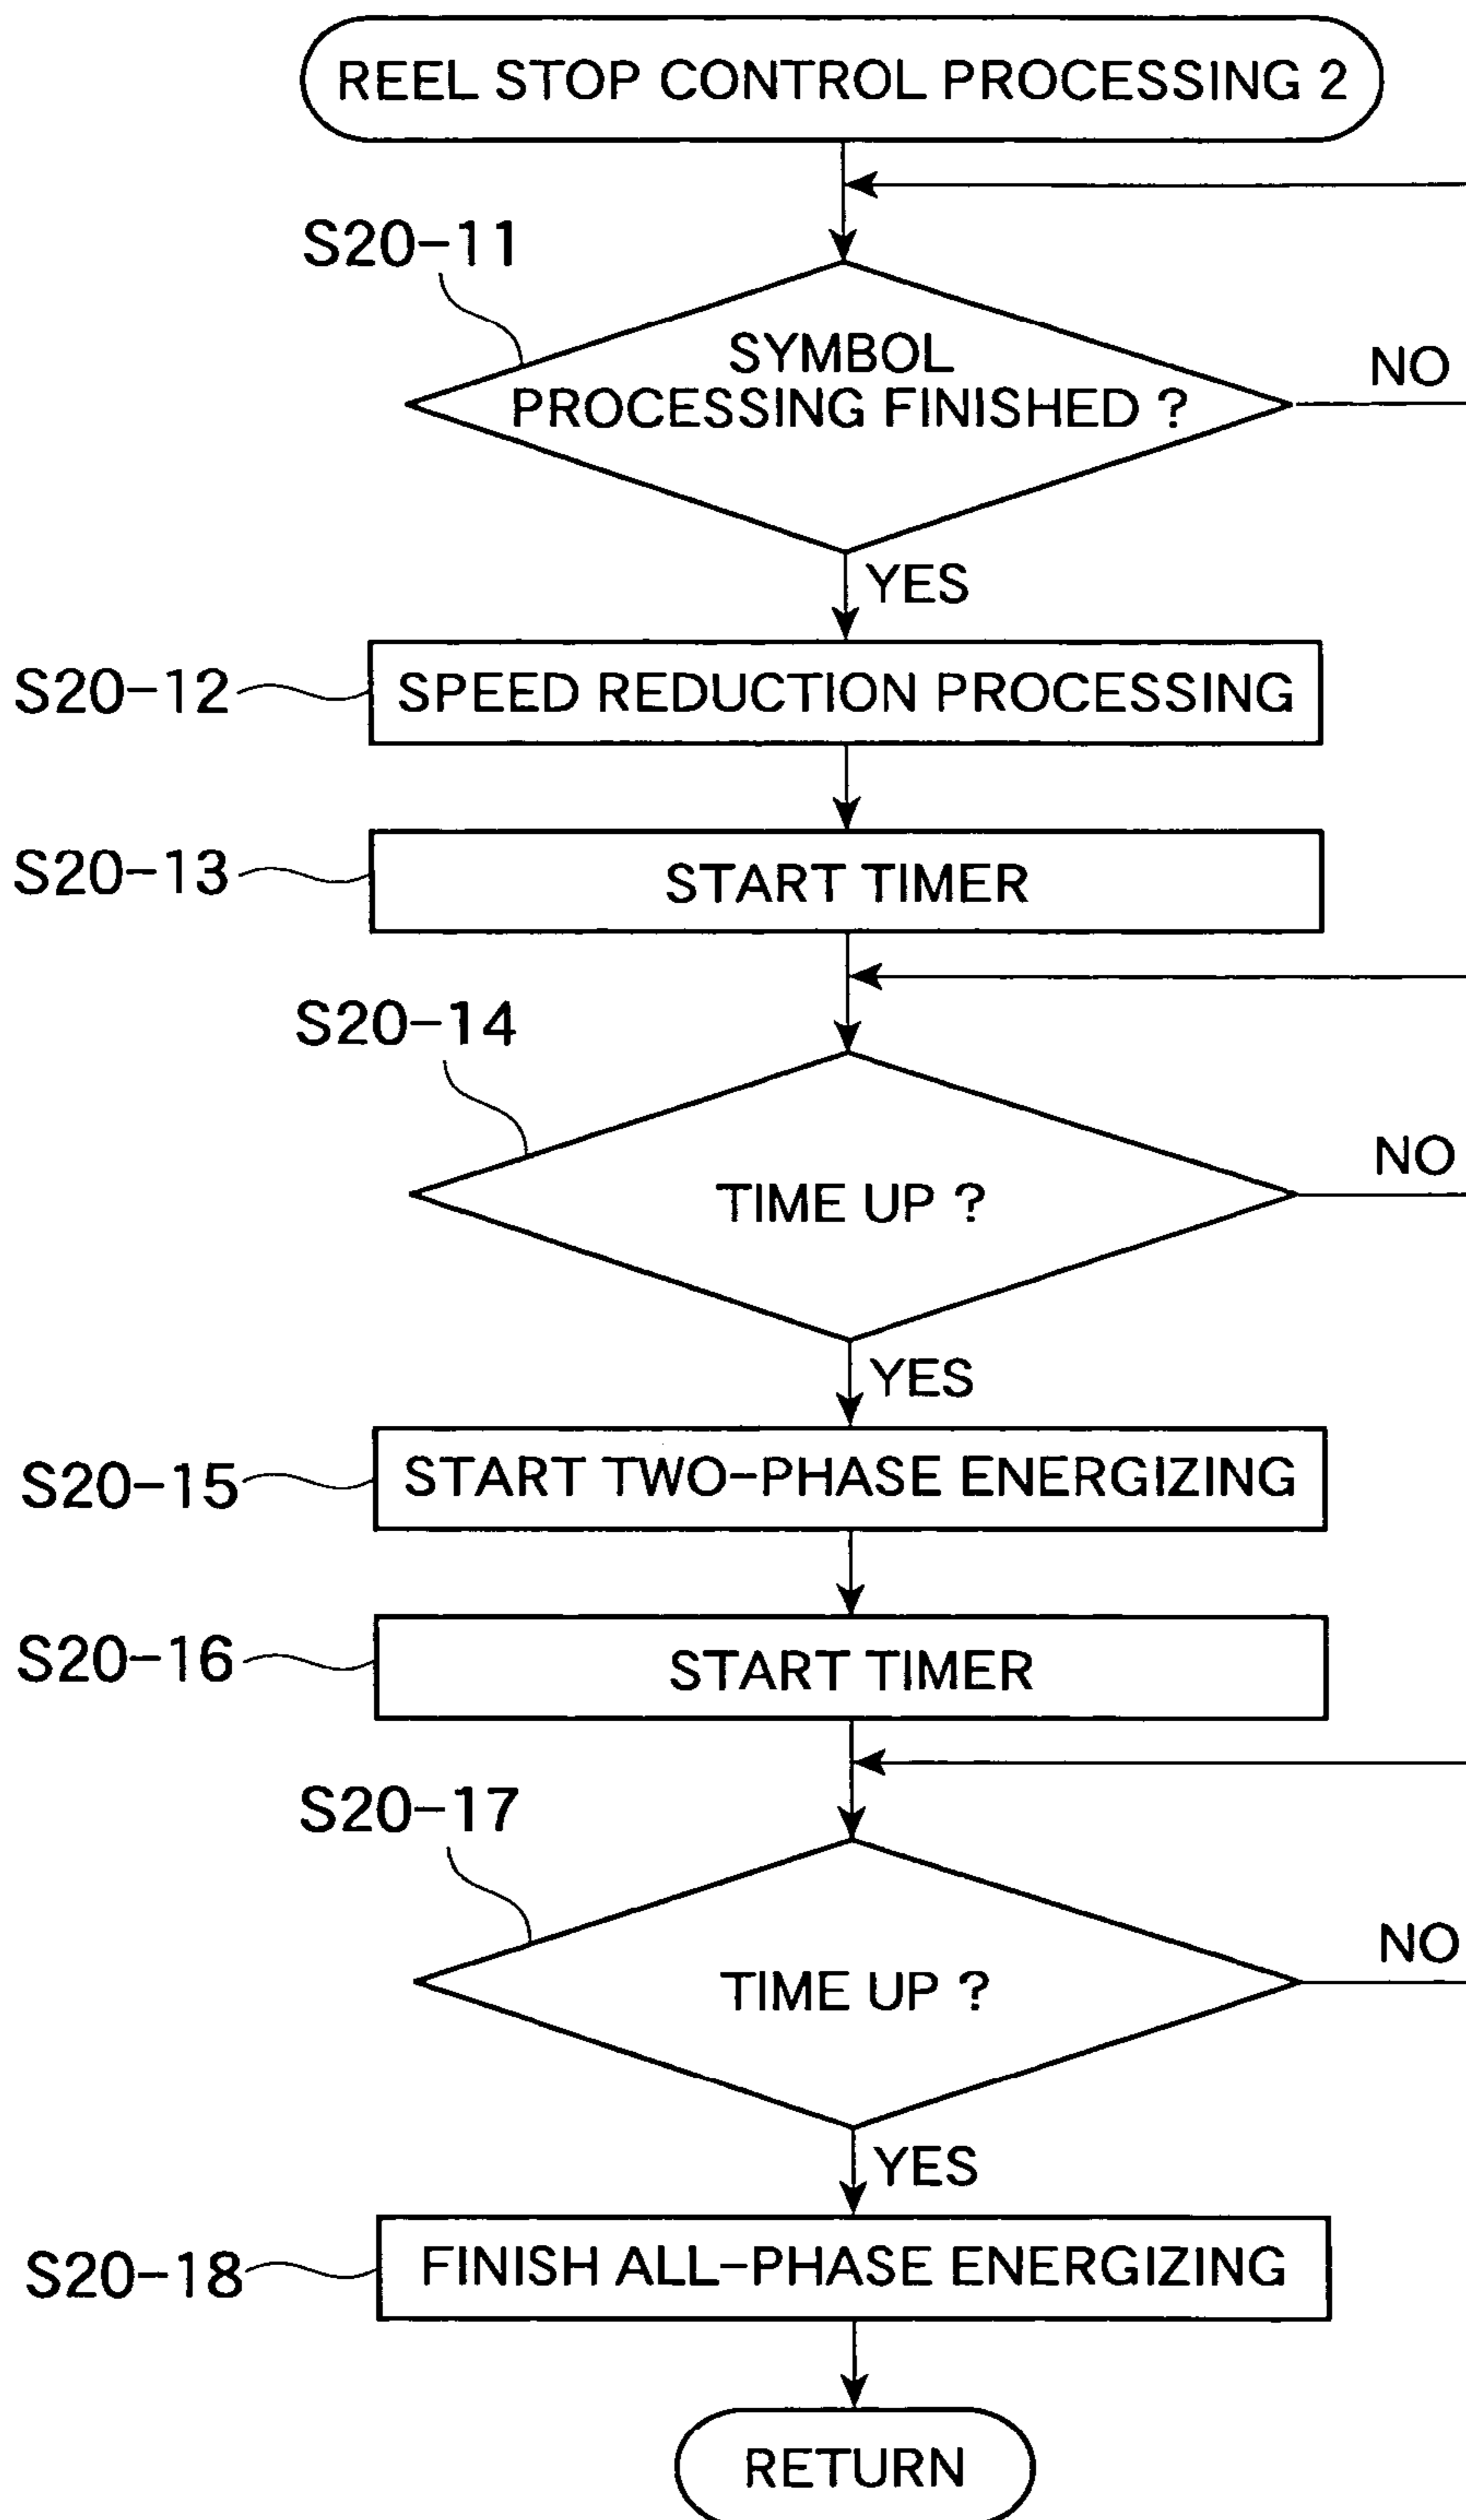 REEL STOP CONTROL PROCESSING 2
S20-11
SYMBOL
PROCESSING FINISHED ?
NO
YES
S20-12
SPEED REDUCTION PROCESSING
S20-13
START TIMER
S20-14
TIME UP ?
NO
YES
S20-15
START TWO-PHASE ENERGIZING
S20-16
START TIMER
S20-17
TIME UP ?
NO
YES
S20-18
FINISH ALL-PHASE ENERGIZING
RETURN